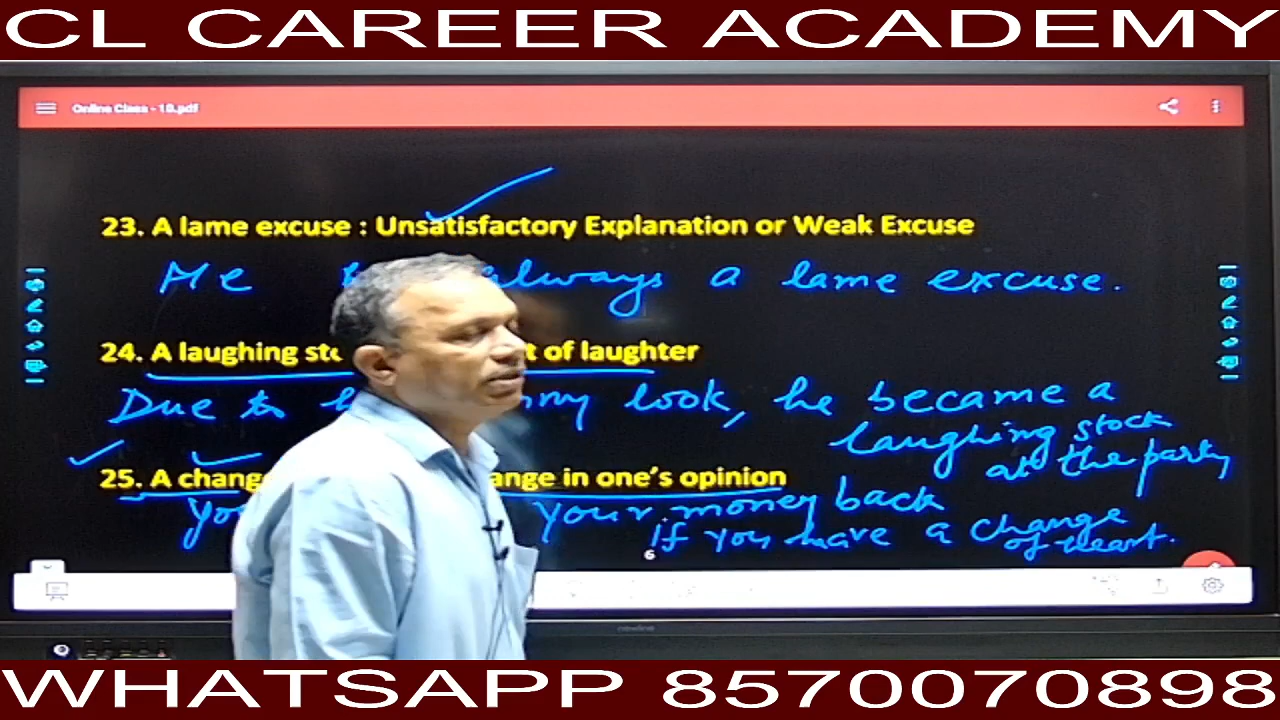 CL CAREER ACADEMY
Online Class - 18.pdf
23. A lame excuse : Unsatisfactory Explanation or Weak Excuse
He always a lame excuse.
24. A laughing of laughter
Due to look, he became a
laughing stock
at the party
25. A change in one's opinion
your money back
if you have a change
of heart.
6
newline
WHATSAPP 8570070898